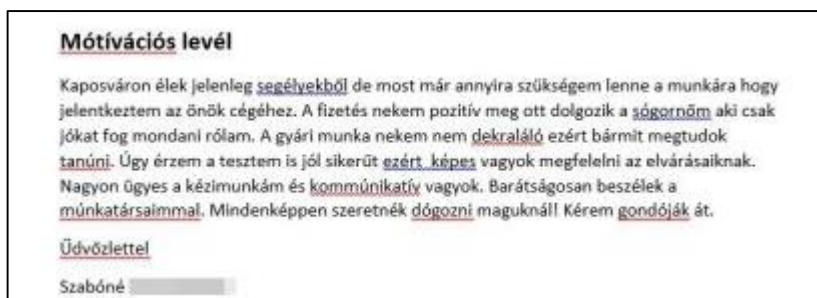 Mótívációs levél
Kaposváron élek jelenleg segélyekből de most már annyira szükségem lenne a munkára hogy
jelentkeztem az önök cégéhez. A fizetés nekem pozitív meg ott dolgozik a sógornőm aki csak
jókat fog mondani rólam. A gyári munka nekem nem dekraláló ezért bármit megtudok
tanúni. Úgy érzem a tesztem is jól sikerűt ezért képes vagyok megfelelni az elvárásaiknak.
Nagyon ügyes a kézimunkám és kommúnikatív vagyok. Barátságosan beszélek a
múnkatársaimmal. Mindenképpen szeretnék dógozni maguknál! Kérem gondóják át.
Űdvőzlettel
Szabóné